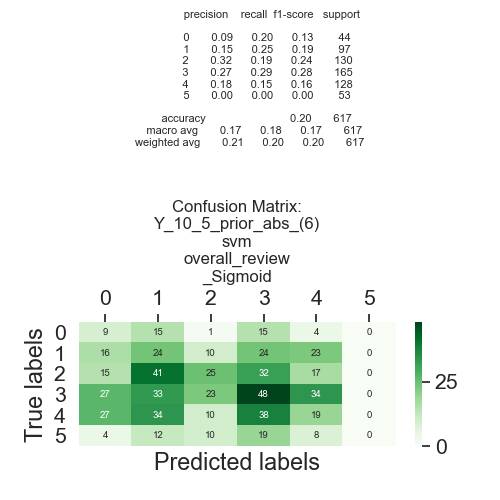 precision recall f1-score support
0 0.09 0.20 0.13 44
1 0.15 0.25 0.19 97
2 0.32 0.19 0.24 130
3 0.27 0.29 0.28 165
4 0.18 0.15 0.16 128
5 0.00 0.00 0.00 53
accuracy 0.20 617
macro avg 0.17 0.18 0.17 617
weighted avg 0.21 0.20 0.20 617
Confusion Matrix:
Y_10_5_prior_abs_(6)
svm
overall_review
_Sigmoid
0 1 2 3 4 5
True labels
0 9 15 1 15 4 0
1 16 24 10 24 23 0
2 15 41 25 32 17 0
3 27 33 23 48 34 0
4 27 34 10 38 19 0
5 4 12 10 19 8 0
Predicted labels
25
0